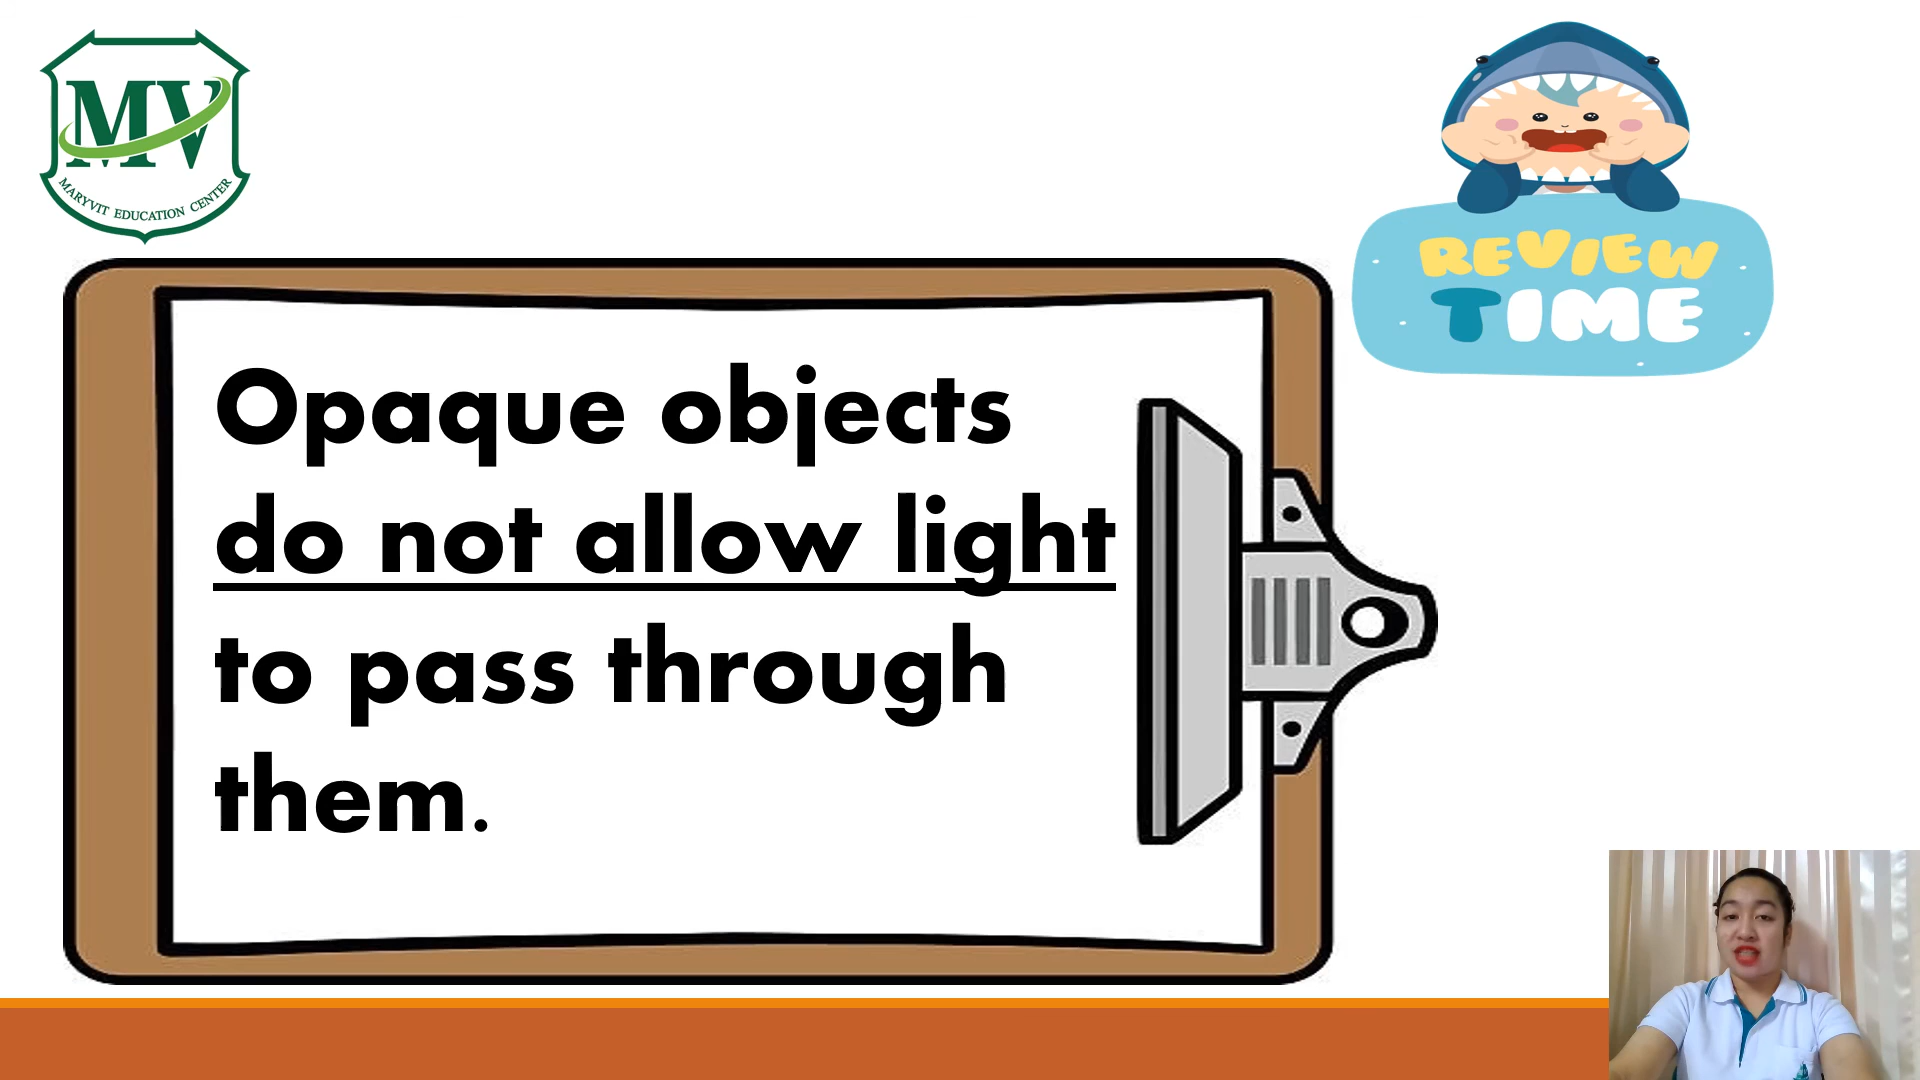 MV
MARYVIT EDUCATION CENTER
REVIEW
TIME
Opaque objects
do not allow light
to pass through
them.